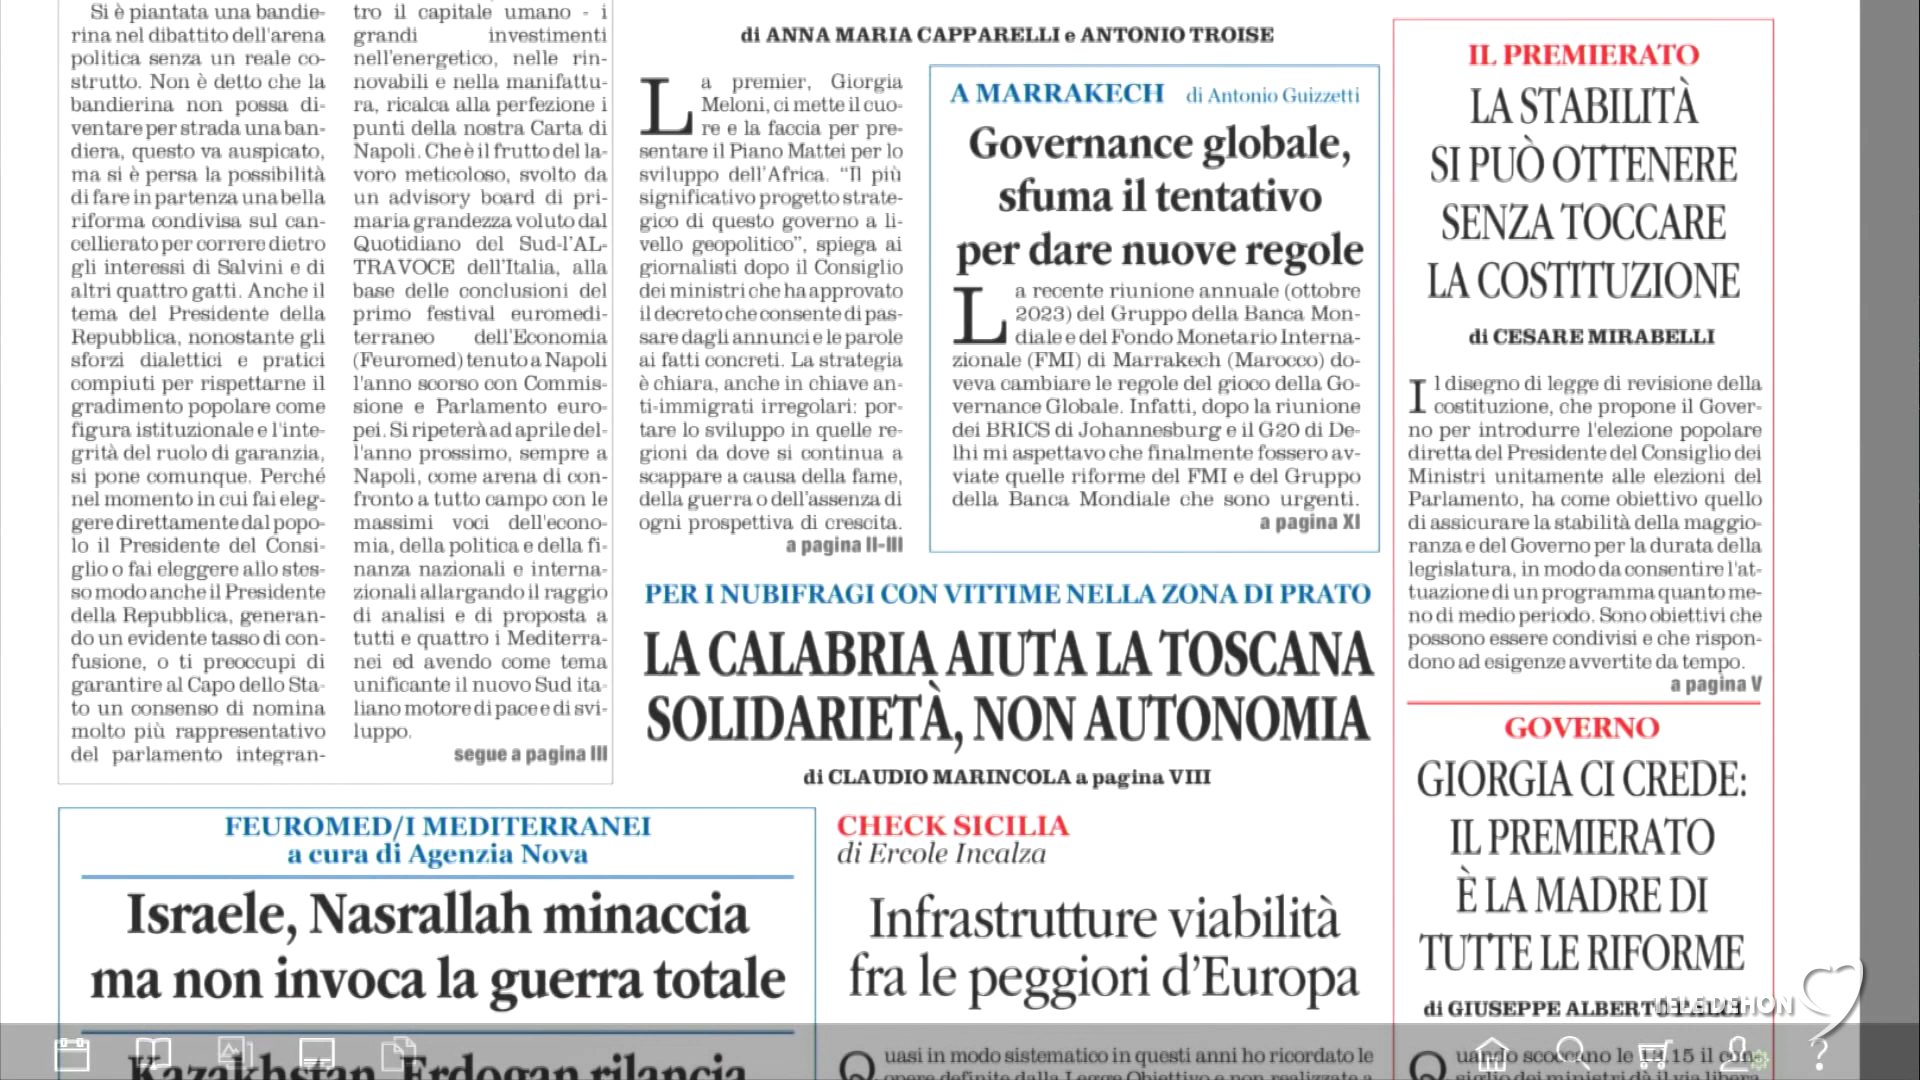 Si è piantata una bandie-
rina nel dibattito dell'arena
politica senza un reale co-
strutto. Non è detto che la
bandierina non possa di-
ventare per strada una ban-
diera, questo va auspicato,
ma si è persa la possibilità
di fare in partenza una bella
riforma condivisa sul can-
cellierato per correre dietro
gli interessi di Salvini e di
altri quattro gatti. Anche il
tema del Presidente della
Repubblica, nonostante gli
sforzi dialettici e pratici
compiuti per rispettarne il
gradimento popolare come
figura istituzionale e l'inte-
grità del ruolo di garanzia,
si pone comunque. Perché
nel momento in cui fai eleg-
gere direttamente dal popo-
lo il Presidente del Consi-
glio o fai eleggere allo stes-
so modo anche il Presidente
della Repubblica, generan-
do un evidente tasso di con-
fusione, o ti preoccupi di
garantire al Capo dello Sta-
to un consenso di nomina
molto più rappresentativo
del parlamento integran-
tro il capitale umano - i
grandi investimenti
nell'energetico, nelle rin-
novabili e nella manifattu-
ra, ricalca alla perfezione i
punti della nostra Carta di
Napoli. Che è il frutto del la-
voro meticoloso, svolto da
un advisory board di pri-
maria grandezza voluto dal
Quotidiano del Sud-l'AL-
TRAVOCE dell'Italia, alla
base delle conclusioni del
primo festival euromedi-
terraneo dell'Economia
(Feuromed) tenuto a Napoli
l'anno scorso con Commis-
sione e Parlamento euro-
pei. Si ripeterà ad aprile del-
l'anno prossimo, sempre a
Napoli, come arena di con-
fronto a tutto campo con le
massimi voci dell'econo-
mia, della politica e della fi-
nanza nazionali e interna-
zionali allargando il raggio
di analisi e di proposta a
tutti e quattro i Mediterra-
nei ed avendo come tema
unificante il nuovo Sud ita-
liano motore di pace e di svi-
luppo.
segue a pagina III
di ANNA MARIA CAPPARELLI e ANTONIO TROISE
La premier, Giorgia
Meloni, ci mette il cuo-
re e la faccia per pre-
sentare il Piano Mattei per lo
sviluppo dell'Africa. "Il più
significativo progetto strate-
gico di questo governo a li-
vello geopolitico", spiega ai
giornalisti dopo il Consiglio
dei ministri che ha approvato
il decreto che consente di pas-
sare dagli annunci e le parole
ai fatti concreti. La strategia
è chiara, anche in chiave an-
ti-immigrati irregolari: por-
tare lo sviluppo in quelle re-
gioni da dove si continua a
scappare a causa della fame,
della guerra o dell'assenza di
ogni prospettiva di crescita.
a pagina II-III
A MARRAKECH di Antonio Guizzetti
Governance globale,
sfuma il tentativo
per dare nuove regole
La recente riunione annuale (ottobre
2023) del Gruppo della Banca Mon-
diale e del Fondo Monetario Interna-
zionale (FMI) di Marrakech (Marocco) do-
veva cambiare le regole del gioco della Go-
vernance Globale. Infatti, dopo la riunione
dei BRICS di Johannesburg e il G20 di De-
lhi mi aspettavo che finalmente fossero av-
viate quelle riforme del FMI e del Gruppo
della Banca Mondiale che sono urgenti.
a pagina XI
PER I NUBIFRAGI CON VITTIME NELLA ZONA DI PRATO
LA CALABRIA AIUTA LA TOSCANA
SOLIDARIETÀ, NON AUTONOMIA
di CLAUDIO MARINCOLA a pagina VIII
IL PREMIERATO
LA STABILITÀ
SI PUÒ OTTENERE
SENZA TOCCARE
LA COSTITUZIONE
di CESARE MIRABELLI
Il disegno di legge di revisione della
costituzione, che propone il Gover-
no per introdurre l'elezione popolare
diretta del Presidente del Consiglio dei
Ministri unitamente alle elezioni del
Parlamento, ha come obiettivo quello
di assicurare la stabilità della maggio-
ranza e del Governo per la durata della
legislatura, in modo da consentire l'at-
tuazione di un programma quanto me-
no di medio periodo. Sono obiettivi che
possono essere condivisi e che rispon-
dono ad esigenze avvertite da tempo.
a pagina V
GOVERNO
GIORGIA CI CREDE:
IL PREMIERATO
È LA MADRE DI
TUTTE LE RIFORME
di GIUSEPPE ALBERTO
TELEDEHON
Quando scoccano le 13.15 il con-
siglio dei ministri dà il via libera
FEUROMED/I MEDITERRANEI
a cura di Agenzia Nova
Israele, Nasrallah minaccia
ma non invoca la guerra totale
Kazakhstan, Erdogan rilancia
CHECK SICILIA
di Ercole Incalza
Infrastrutture viabilità
fra le peggiori d'Europa
Quasi in modo sistematico in questi anni ho ricordato le
opere definite dalla Legge Obiettivo e non realizzate a
?